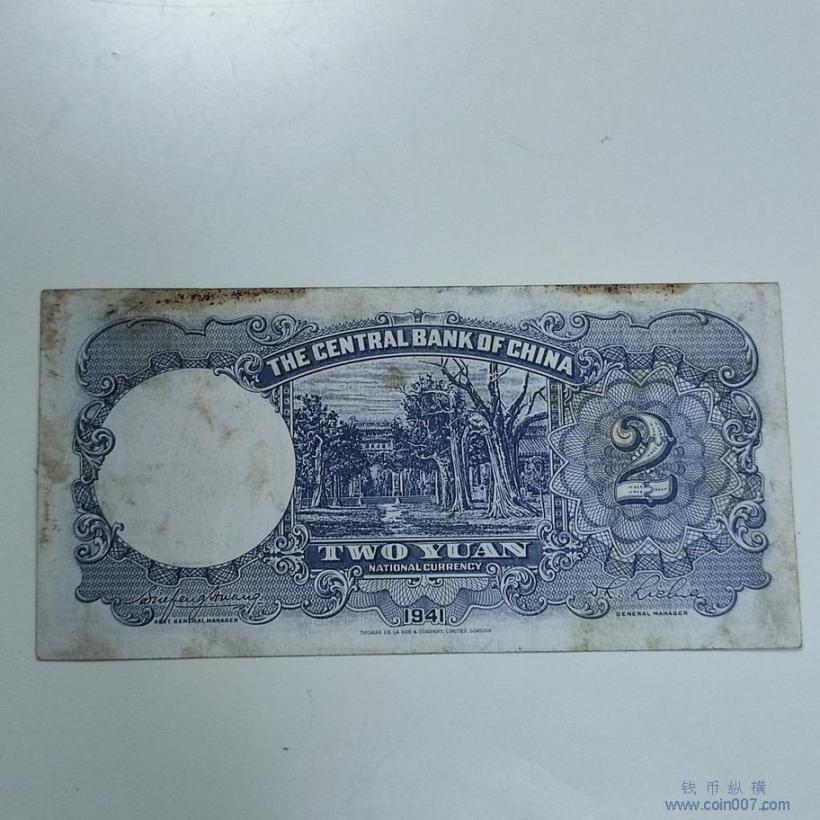 THE CENTRAL BANK OF CHINA
2
TWO YUAN
NATIONAL CURRENCY
ASST. GENERAL MANAGER
GENERAL MANAGER
1941
THOMAS DE LA RUE & COMPANY, LIMITED, LONDON
钱币纵横
www.coin007.com